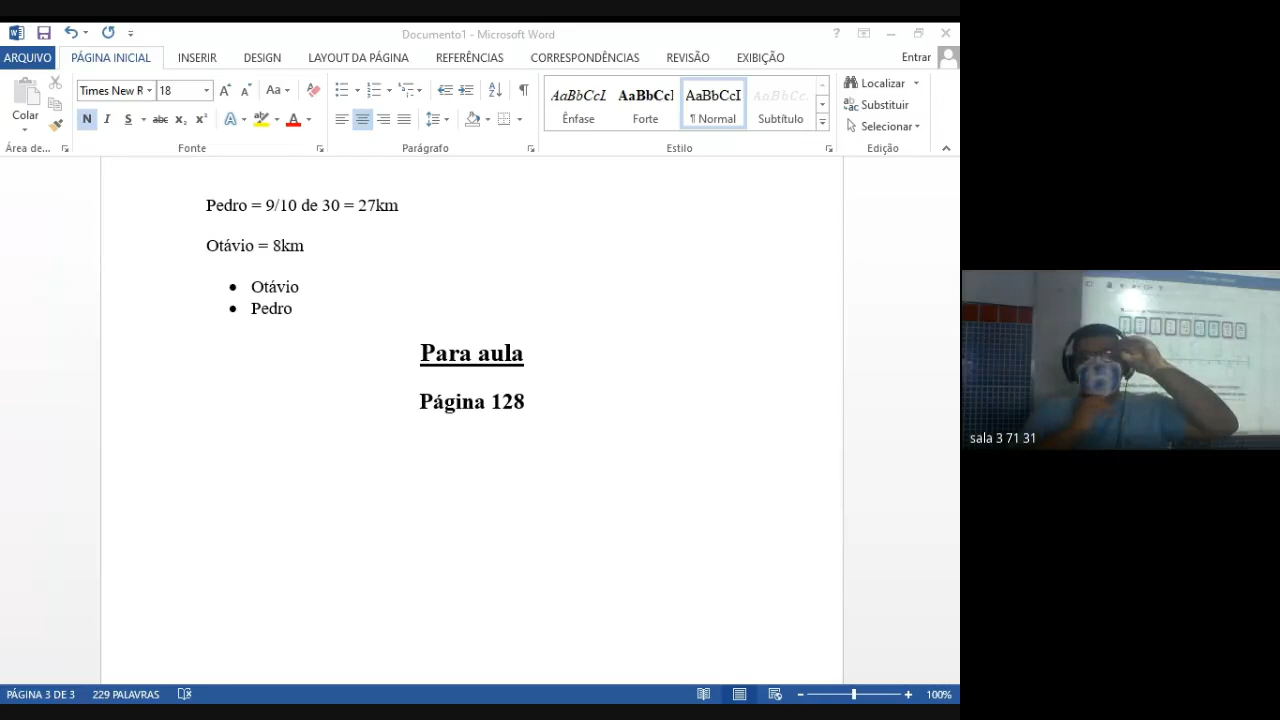 Documento1 - Microsoft Word
ARQUIVO PÁGINA INICIAL INSERIR DESIGN LAYOUT DA PÁGINA REFERÊNCIAS CORRESPONDÊNCIAS REVISÃO EXIBIÇÃO Entrar
Colar
Times New R 18
AaBbCcI AaBbCcI AaBbCcI AaBbCc.
Ênfase Forte ¶ Normal Subtítulo
Localizar
Substituir
Selecionar
Área de... Fonte Parágrafo Estilo Edição
Pedro = 9/10 de 30 = 27km
Otávio = 8km
• Otávio
• Pedro
Para aula
Página 128
sala 3 71 31
PÁGINA 3 DE 3 229 PALAVRAS 100%